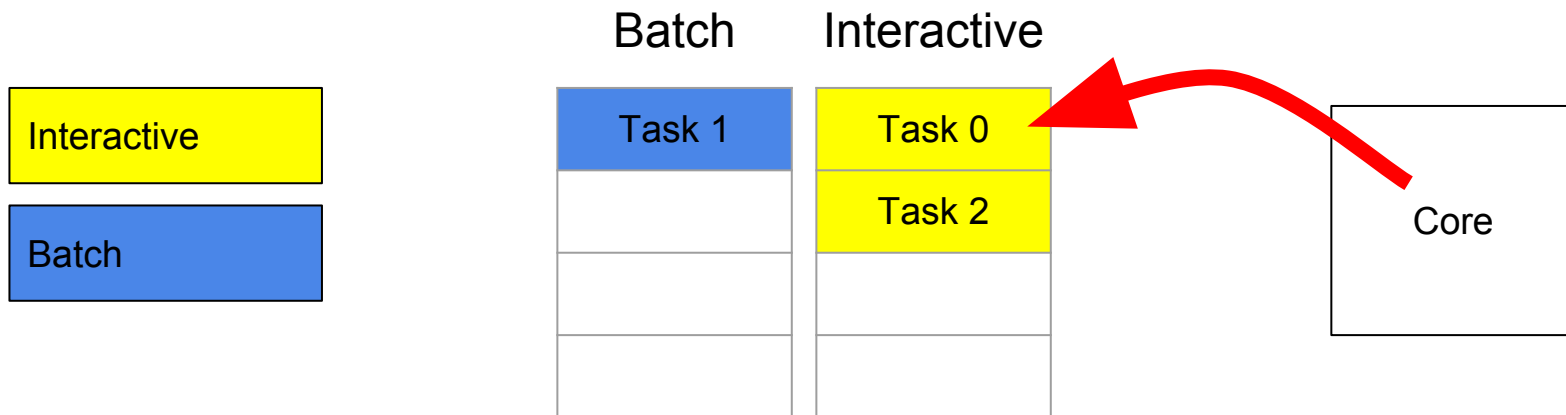 Batch Interactive
Interactive
Batch
Task 1
Task 0
Task 2
Core